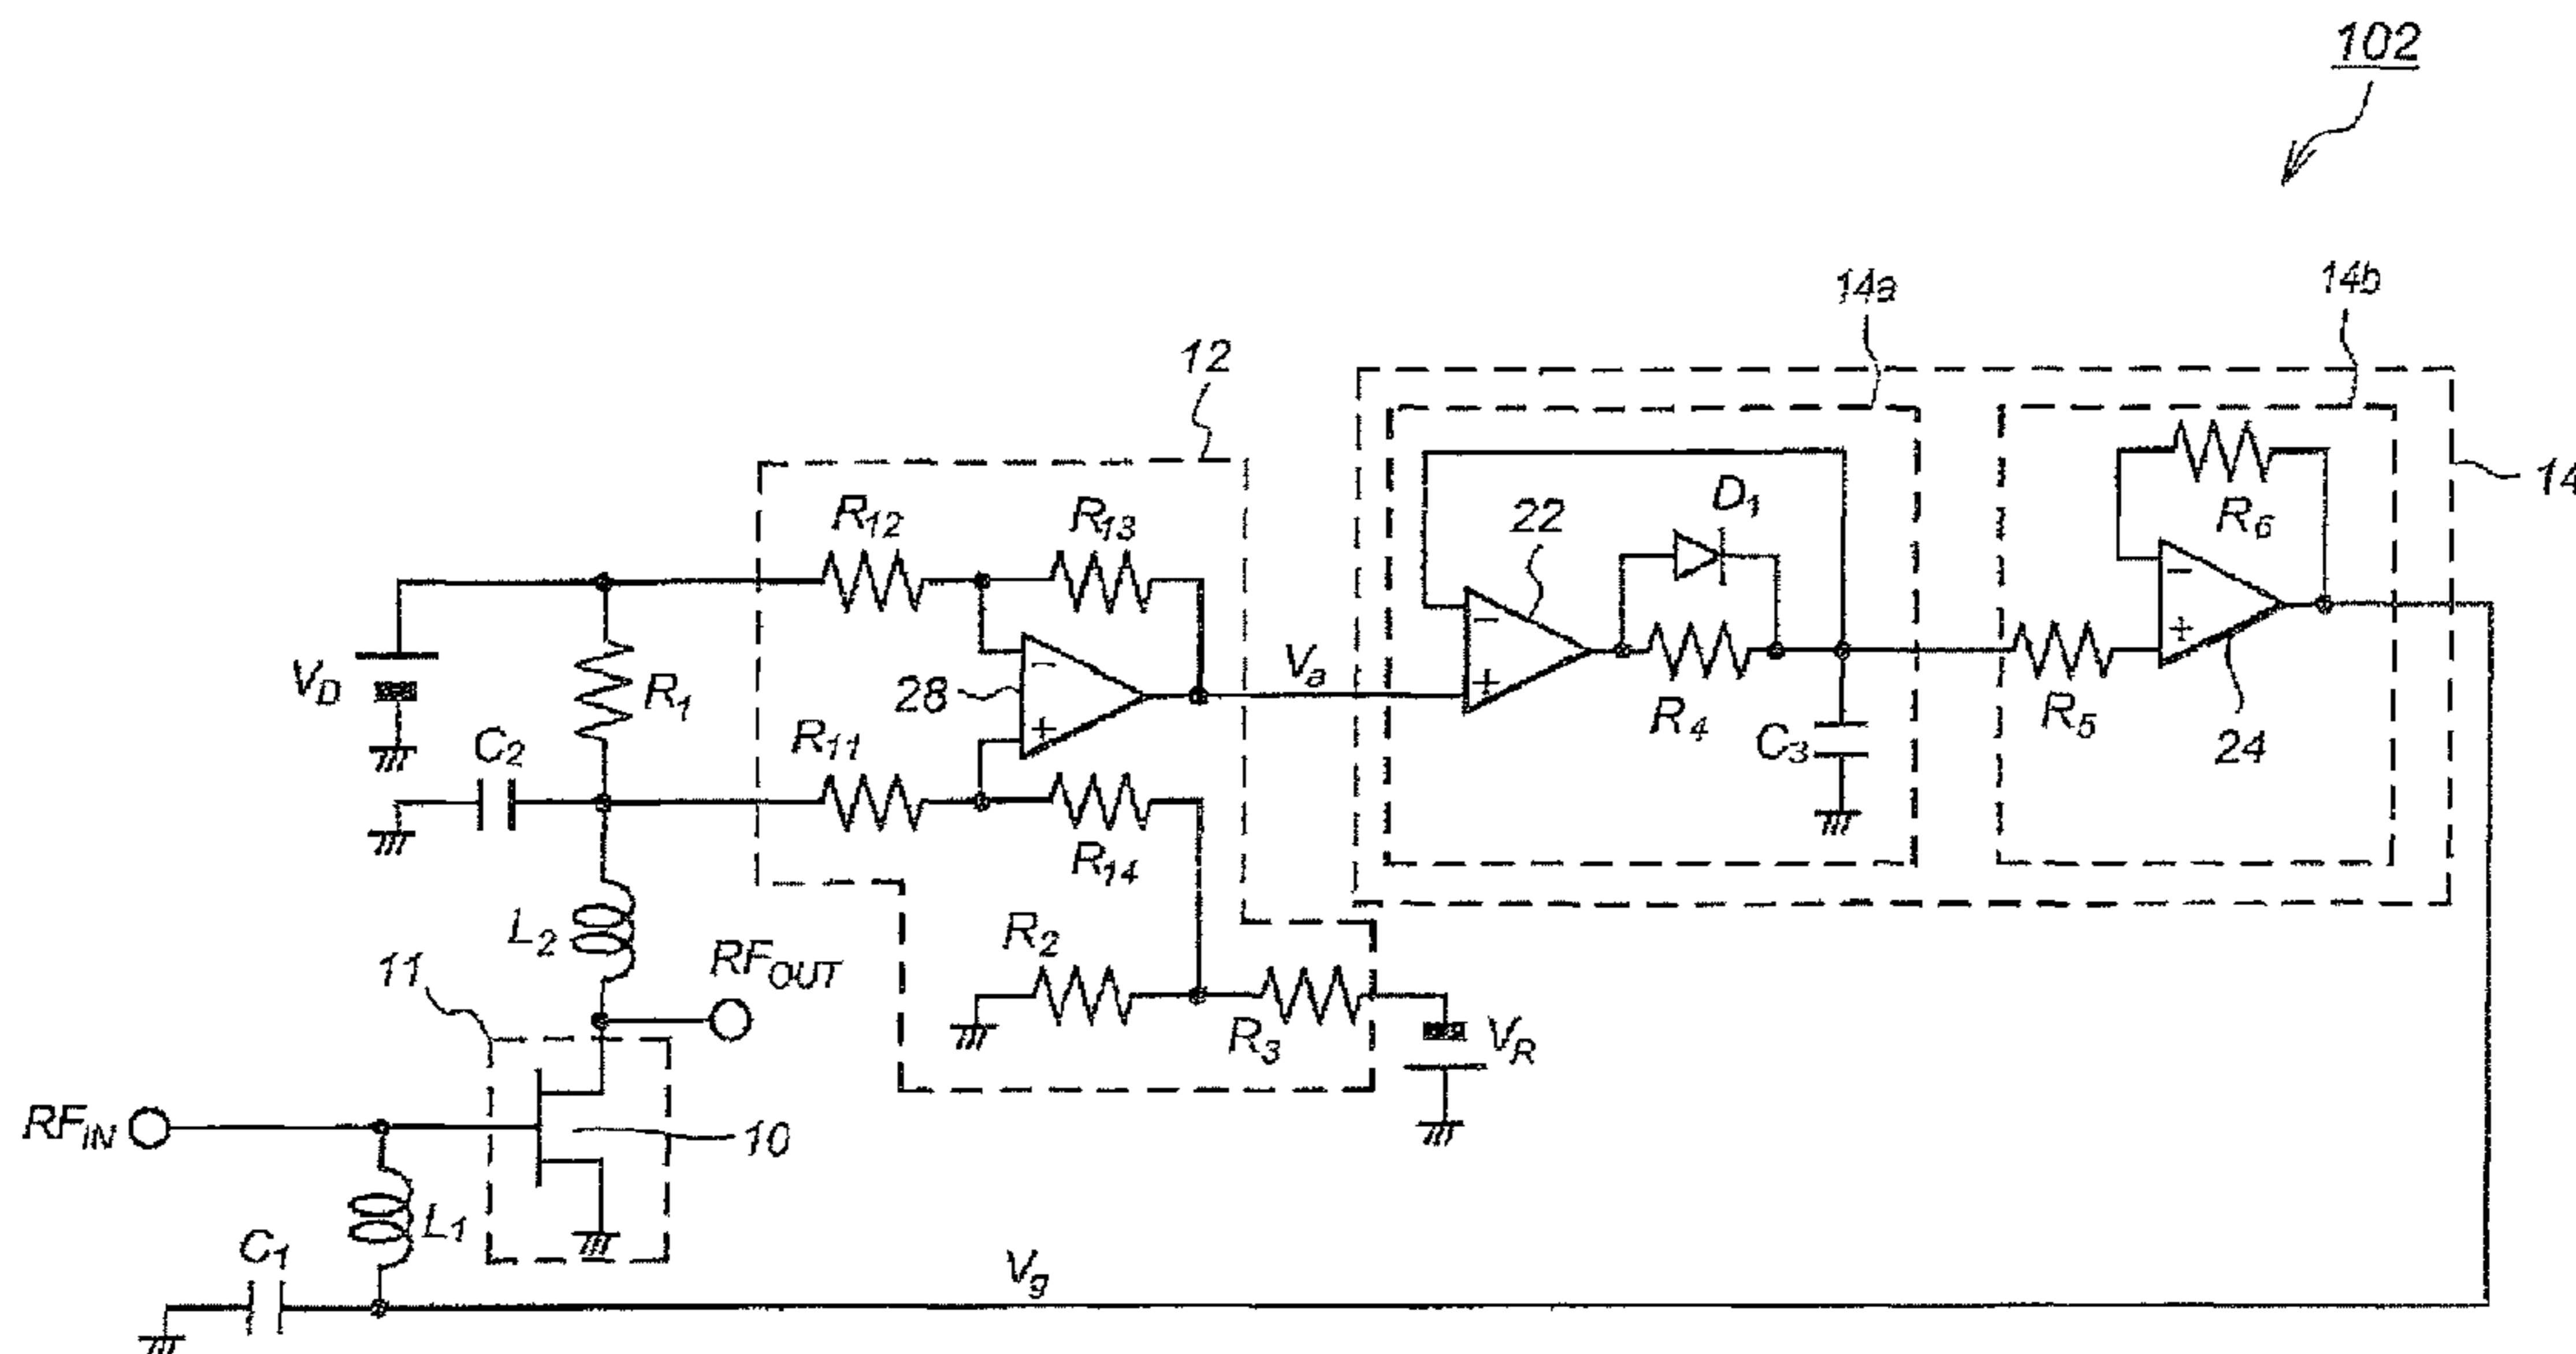 102
14a
14b
12
14
R12
R13
22
D1
R6
VD
R1
28
Va
C2
R11
R4
C3
R5
24
R14
L2
R2
11
RFOUT
R3
VR
RFIN
10
L1
C1
Vg
−
+
−
+
−
+